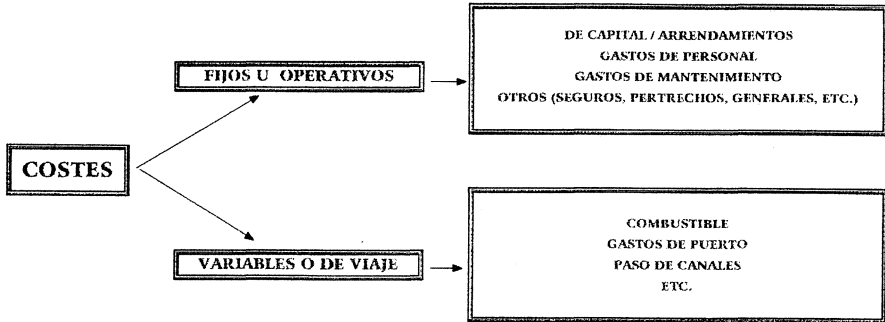 COSTES
FIJOS U OPERATIVOS
DE CAPITAL / ARRENDAMIENTOS
GASTOS DE PERSONAL
GASTOS DE MANTENIMIENTO
OTROS (SEGUROS, PERTRECHOS, GENERALES, ETC.)
VARIABLES O DE VIAJE
COMBUSTIBLE
GASTOS DE PUERTO
PASO DE CANALES
ETC.